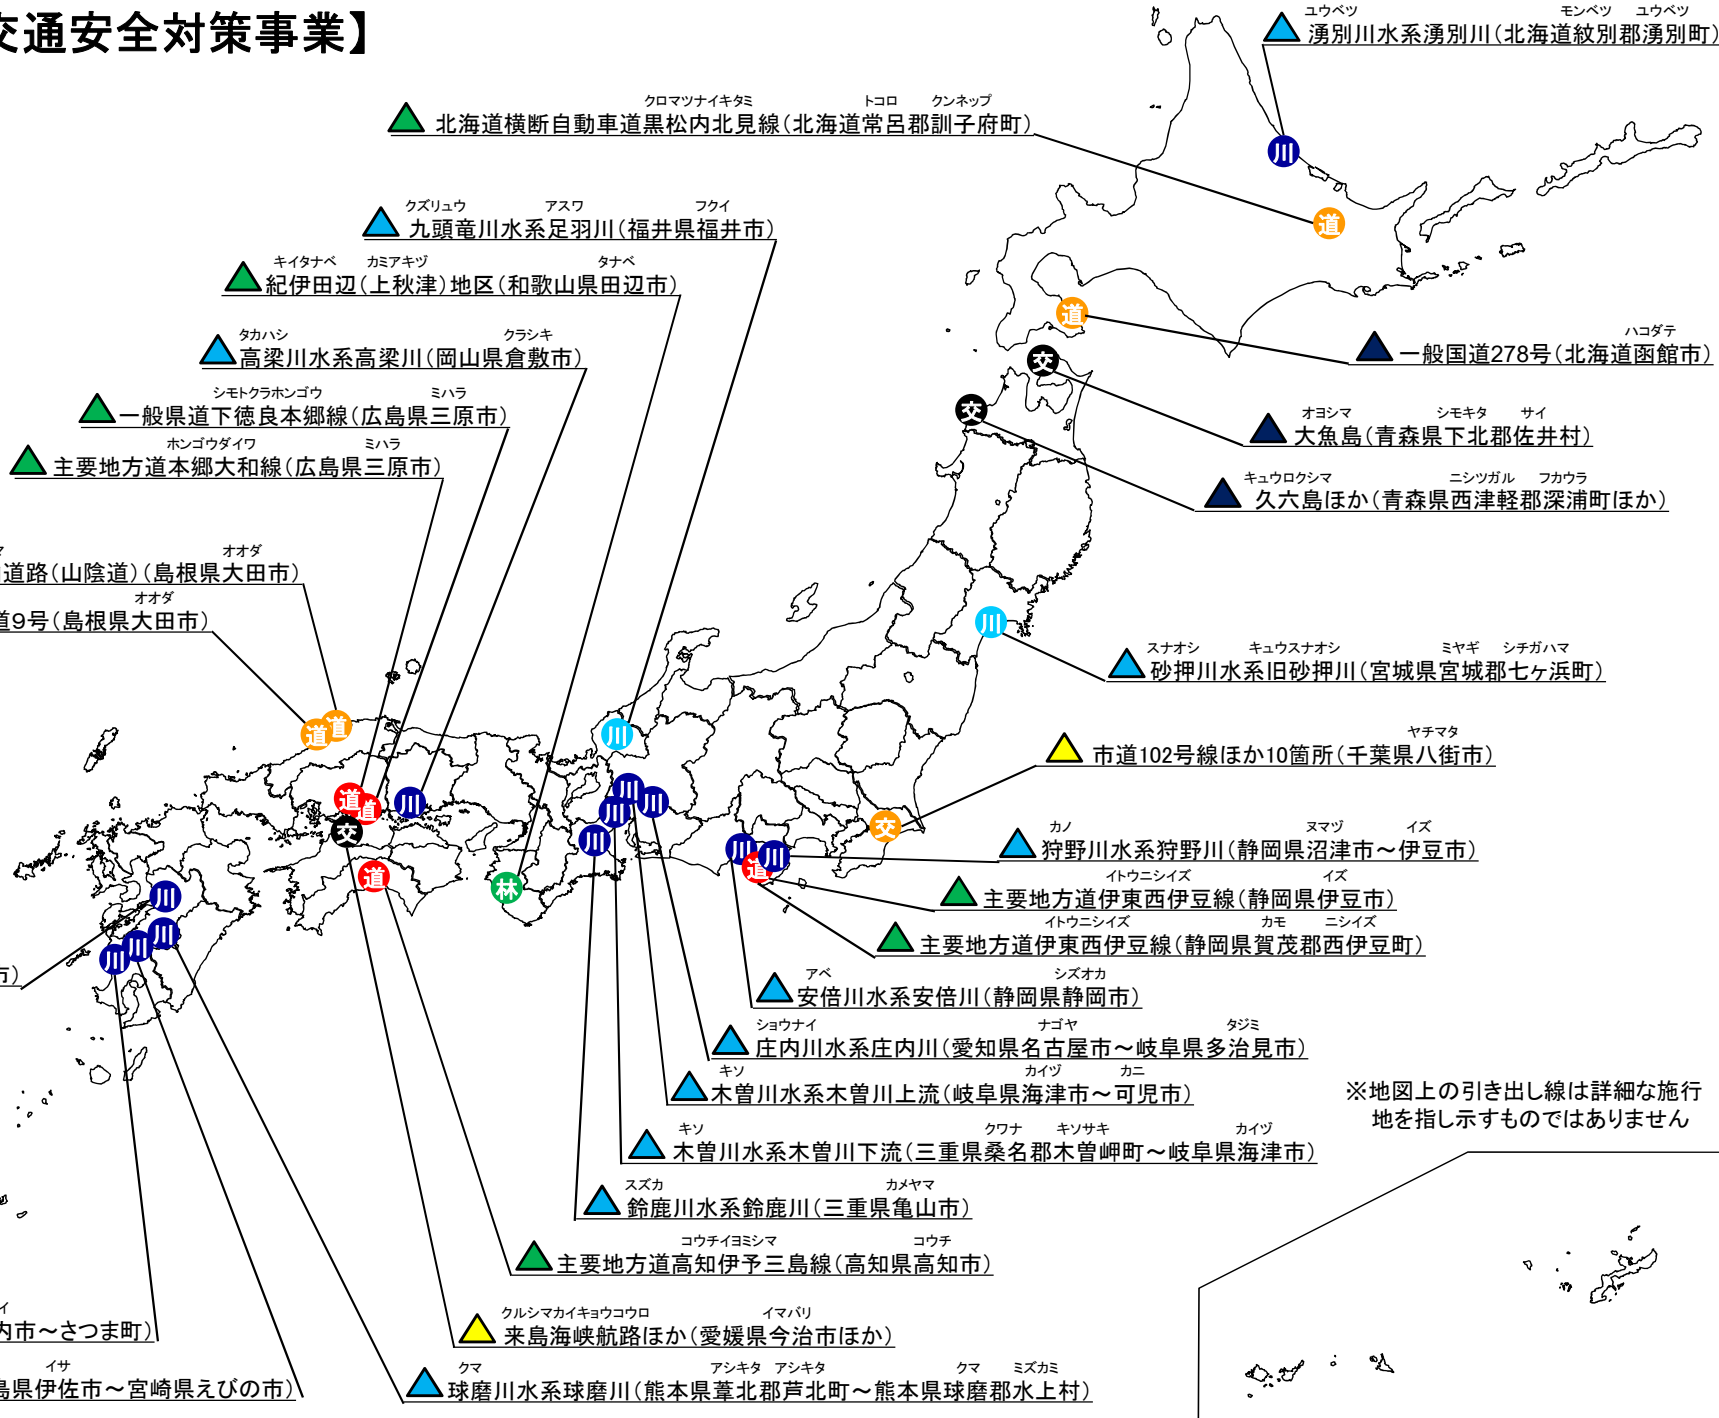 交通安全対策事業】
ユウベツ モンベツ ユウベツ
湧別川水系湧別川(北海道紋別郡湧別町)
クロマツナイキタミ トコロ クンネップ
北海道横断自動車道黒松内北見線(北海道常呂郡訓子府町)
クズリュウ アスワ フクイ
九頭竜川水系足羽川(福井県福井市)
キイタナベ カミアキヅ タナベ
紀伊田辺(上秋津)地区(和歌山県田辺市)
タカハシ クラシキ
高梁川水系高梁川(岡山県倉敷市)
シモトクラホンゴウ ミハラ
一般県道下徳良本郷線(広島県三原市)
ホンゴウダイワ ミハラ
主要地方道本郷大和線(広島県三原市)
マ オオダ
道路(山陰道)(島根県大田市)
オオダ
道9号(島根県大田市)
ハコダテ
一般国道278号(北海道函館市)
オヨシマ シモキタ サイ
大魚島(青森県下北郡佐井村)
キュウロクシマ ニシツガル フカウラ
久六島ほか(青森県西津軽郡深浦町ほか)
スナオシ キュウスナオシ ミヤギ シチガハマ
砂押川水系旧砂押川(宮城県宮城郡七ヶ浜町)
ヤチマタ
市道102号線ほか10箇所(千葉県八街市)
カノ ヌマヅ イズ
狩野川水系狩野川(静岡県沼津市~伊豆市)
イトウニシイズ イズ
主要地方道伊東西伊豆線(静岡県伊豆市)
イトウニシイズ カモ ニシイズ
主要地方道伊東西伊豆線(静岡県賀茂郡西伊豆町)
アベ シズオカ
安倍川水系安倍川(静岡県静岡市)
ショウナイ ナゴヤ タジミ
庄内川水系庄内川(愛知県名古屋市~岐阜県多治見市)
キソ カイヅ カニ
木曽川水系木曽川上流(岐阜県海津市~可児市)
キソ クワナ キソサキ カイヅ
木曽川水系木曽川下流(三重県桑名郡木曽岬町~岐阜県海津市)
スズカ カメヤマ
鈴鹿川水系鈴鹿川(三重県亀山市)
コウチイヨミシマ コウチ
主要地方道高知伊予三島線(高知県高知市)
クルシマカイキョウコウロ イマバリ
来島海峡航路ほか(愛媛県今治市ほか)
クマ アシキタ アシキタ クマ ミズカミ
球磨川水系球磨川(熊本県葦北郡芦北町~熊本県球磨郡水上村)
市)
イ
内市~さつま町)
イサ
島県伊佐市~宮崎県えびの市)
※地図上の引き出し線は詳細な施行
地を指し示すものではありません
川
道
道
交
交
川
道
道
川
道
道
川
交
川
川
川
川
川
川
道
交
道
林
川
川
川
川